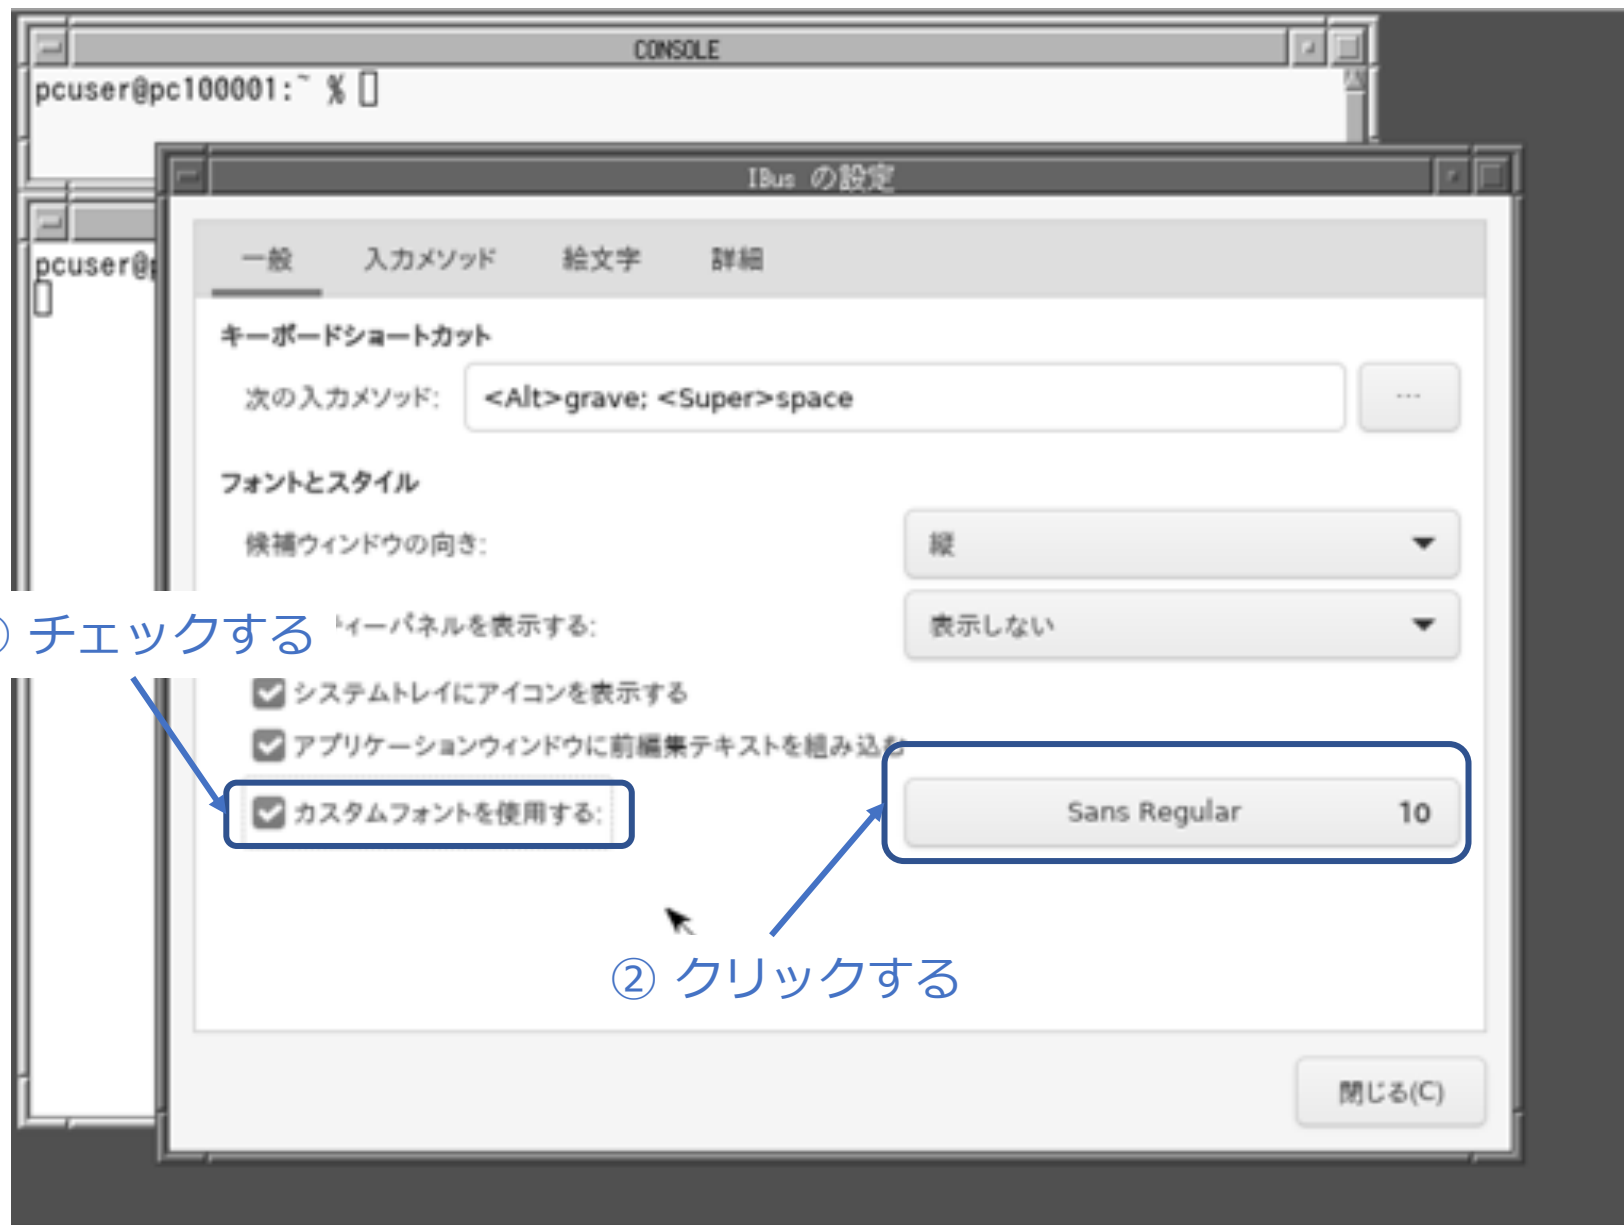 CONSOLE
pcuser@pc100001:~ %
IBus の設定
pcuser@
一般 入力メソッド 絵文字 詳細
キーボードショートカット
次の入力メソッド: <Alt>grave; <Super>space ...
フォントとスタイル
候補ウィンドウの向き: 縦
チェックする ィーパネルを表示する: 表示しない
システムトレイにアイコンを表示する
アプリケーションウィンドウに前編集テキストを組み込む
カスタムフォントを使用する: Sans Regular 10
② クリックする
閉じる(C)